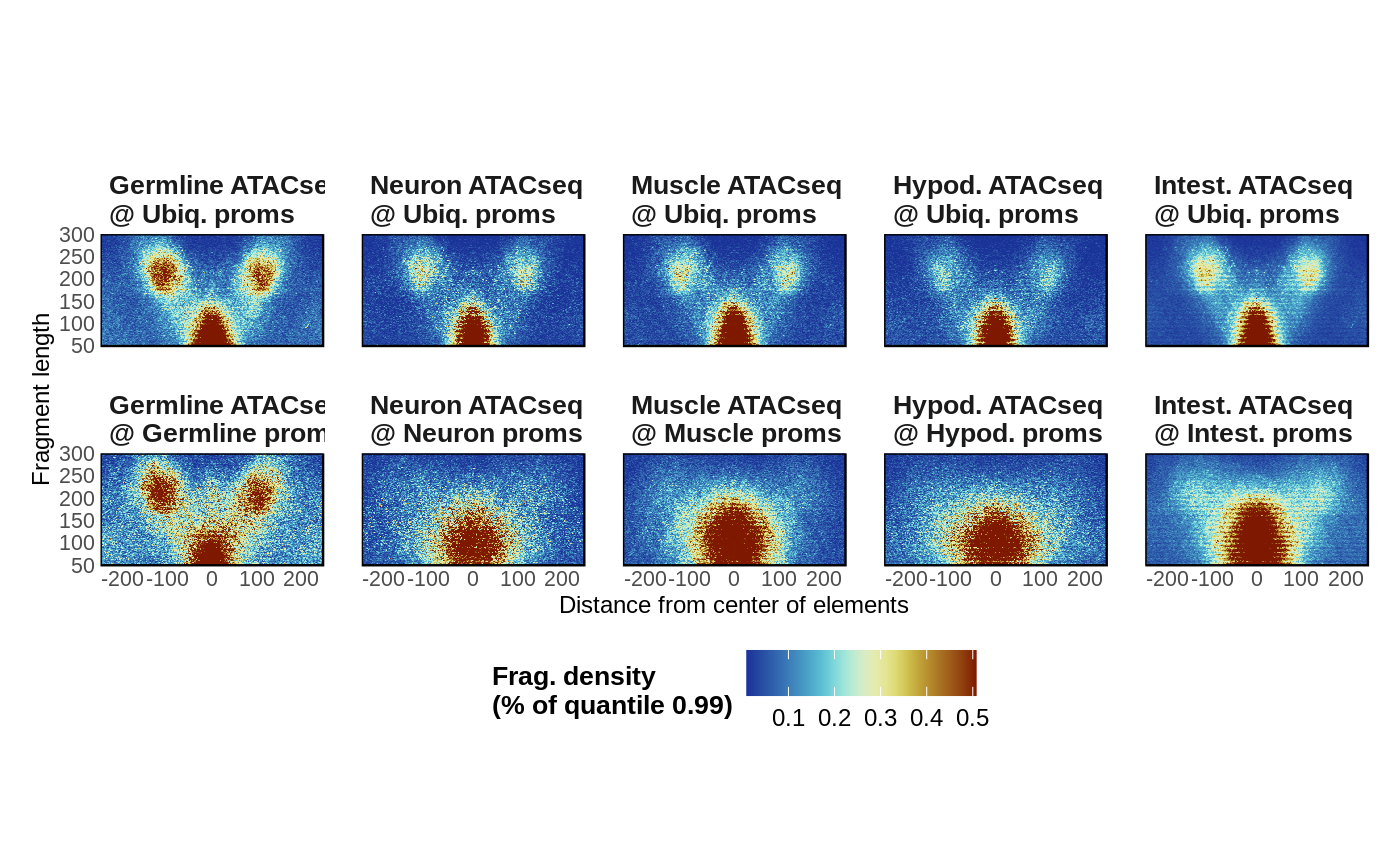 Germline ATACse
@ Ubiq. proms
Neuron ATACseq
@ Ubiq. proms
Muscle ATACseq
@ Ubiq. proms
Hypod. ATACseq
@ Ubiq. proms
Intest. ATACseq
@ Ubiq. proms
300
250
200
150
100
50
Fragment length
Germline ATACse
@ Germline prom
Neuron ATACseq
@ Neuron proms
Muscle ATACseq
@ Muscle proms
Hypod. ATACseq
@ Hypod. proms
Intest. ATACseq
@ Intest. proms
300
250
200
150
100
50
-200 -100 0 100 200
-200 -100 0 100 200
-200 -100 0 100 200
-200 -100 0 100 200
-200 -100 0 100 200
Distance from center of elements
Frag. density
(% of quantile 0.99)
0.1 0.2 0.3 0.4 0.5